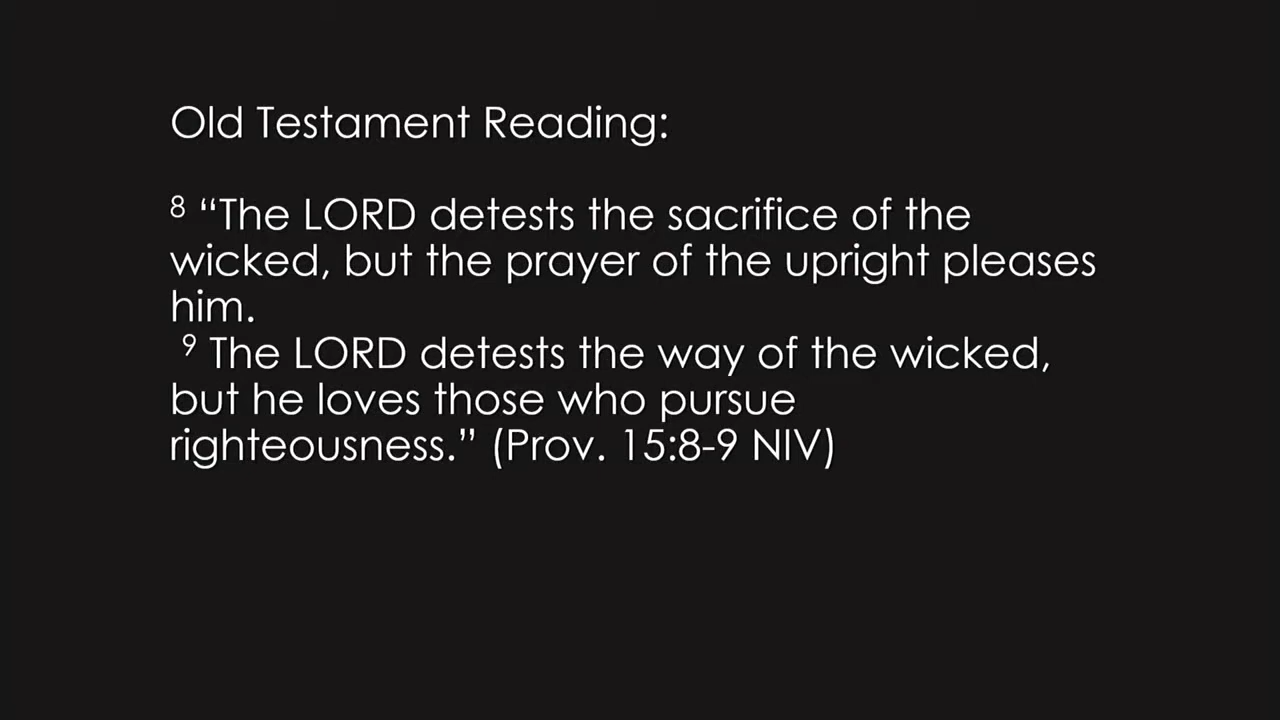 Old Testament Reading:
8 “The LORD detests the sacrifice of the
wicked, but the prayer of the upright pleases
him.
9 The LORD detests the way of the wicked,
but he loves those who pursue
righteousness.” (Prov. 15:8-9 NIV)